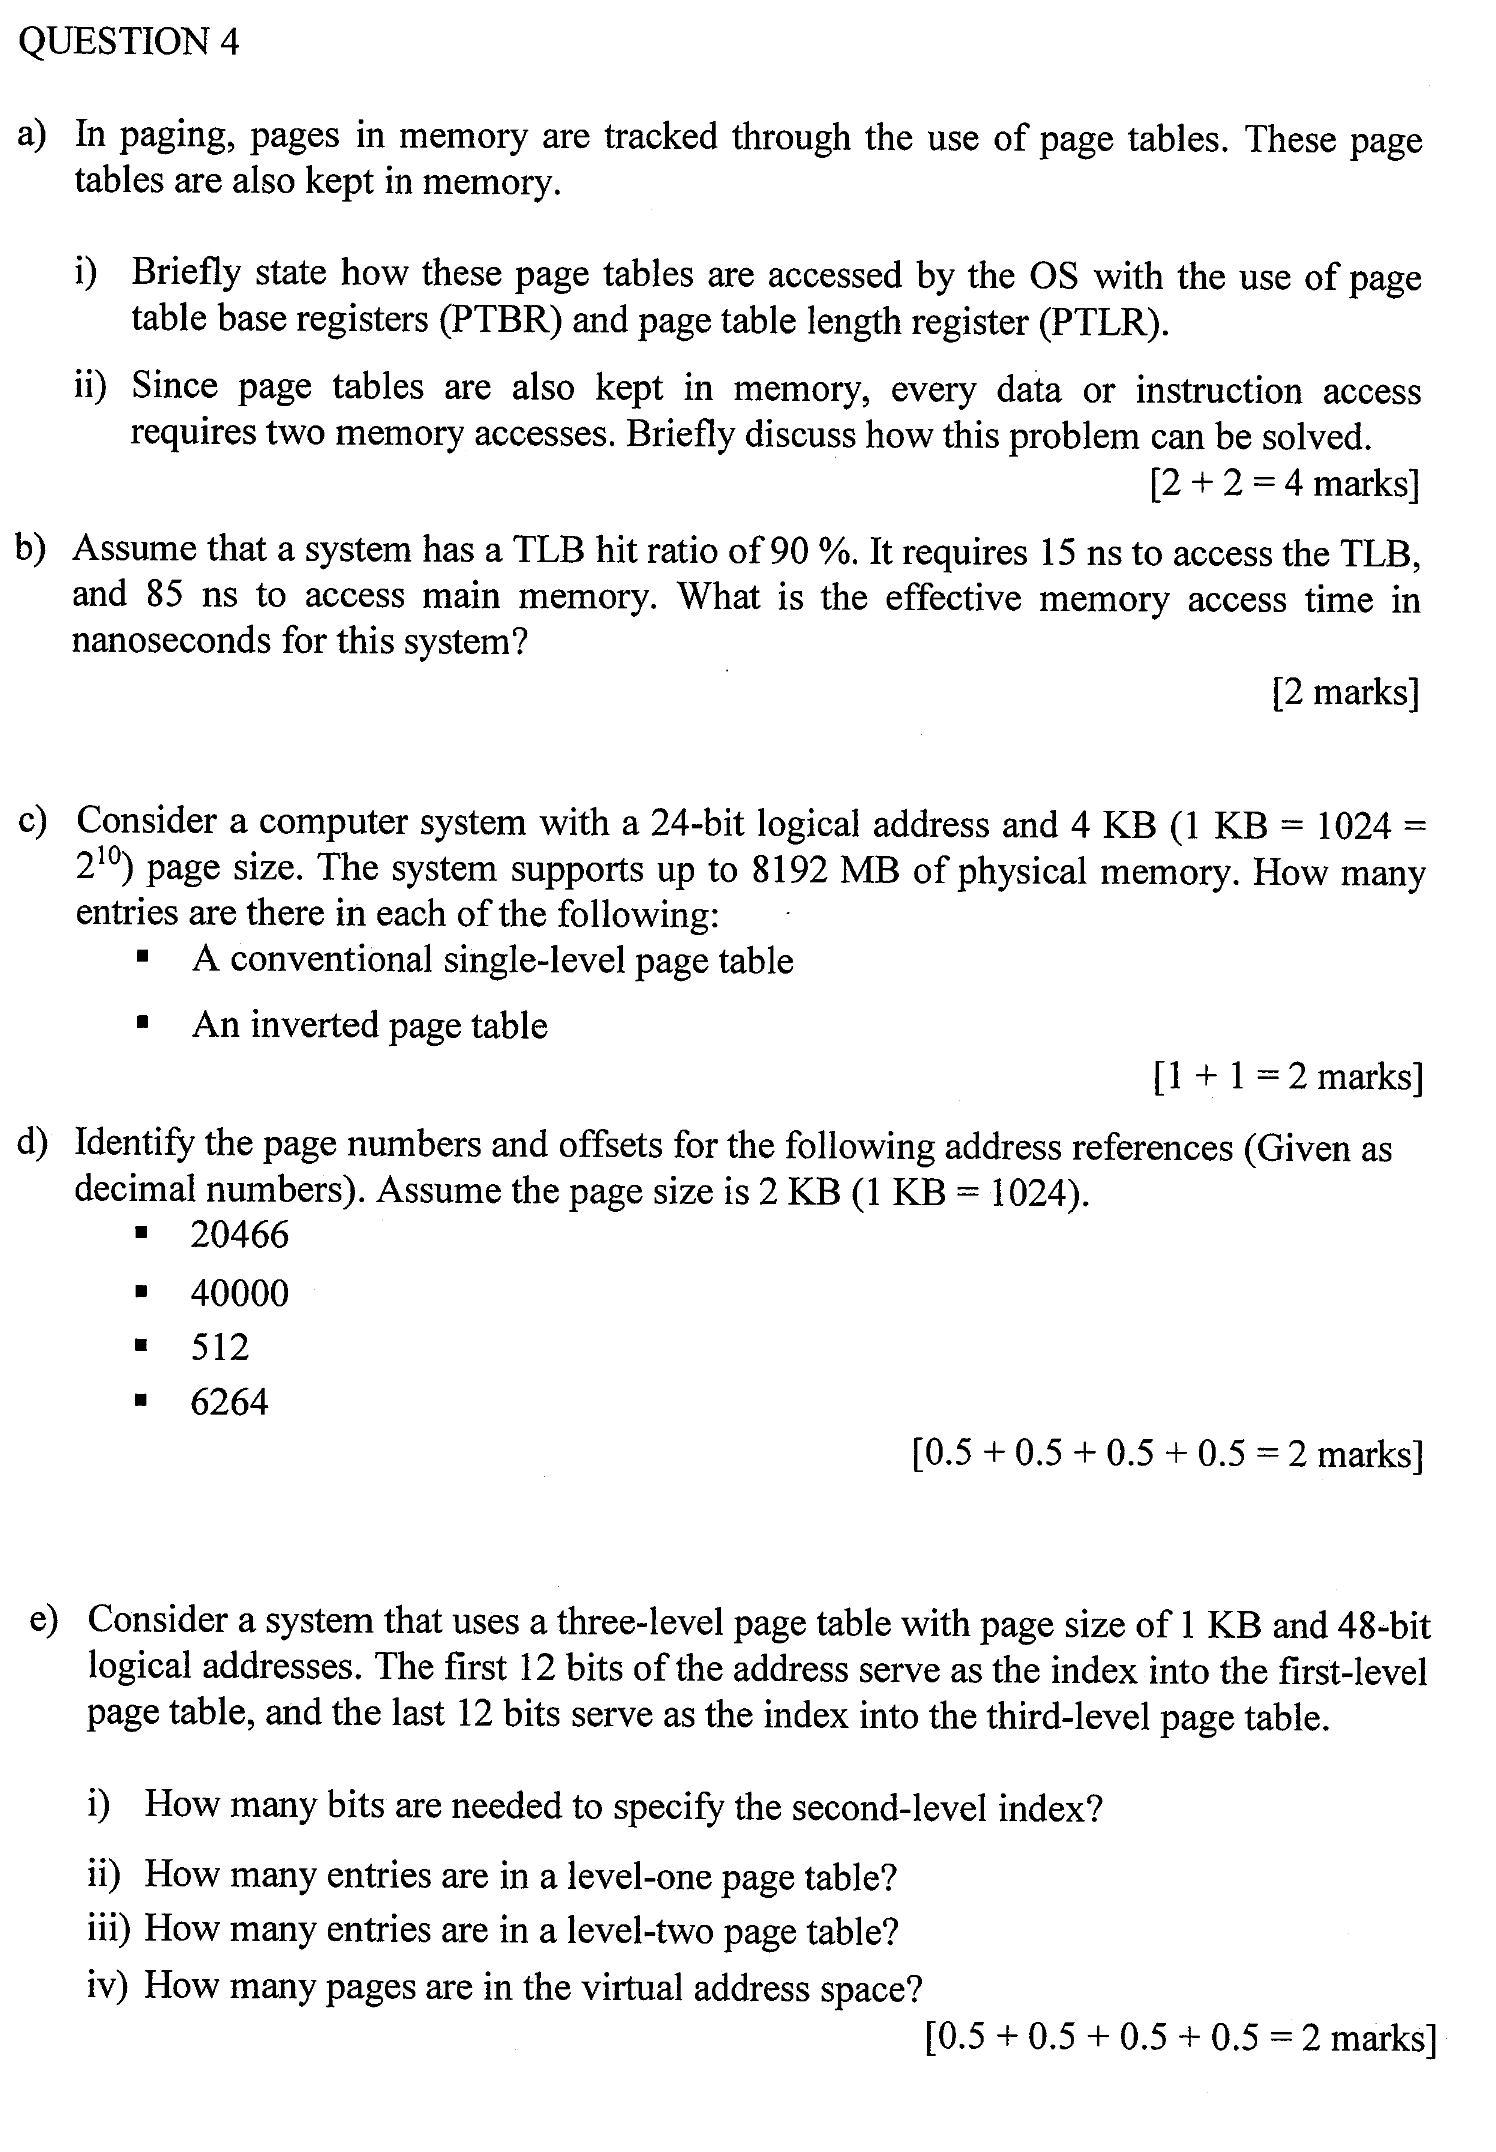 QUESTION 4
a) In paging, pages in memory are tracked through the use of page tables. These page
tables are also kept in memory.
i) Briefly state how these page tables are accessed by the OS with the use of page
table base registers (PTBR) and page table length register (PTLR).
ii) Since page tables are also kept in memory, every data or instruction access
requires two memory accesses. Briefly discuss how this problem can be solved.
[2 + 2 = 4 marks]
b) Assume that a system has a TLB hit ratio of 90 %. It requires 15 ns to access the TLB,
and 85 ns to access main memory. What is the effective memory access time in
nanoseconds for this system?
[2 marks]
c) Consider a computer system with a 24-bit logical address and 4 KB (1 KB = 1024 =
2¹⁰) page size. The system supports up to 8192 MB of physical memory. How many
entries are there in each of the following:
▪ A conventional single-level page table
▪ An inverted page table
[1 + 1 = 2 marks]
d) Identify the page numbers and offsets for the following address references (Given as
decimal numbers). Assume the page size is 2 KB (1 KB = 1024).
▪ 20466
▪ 40000
▪ 512
▪ 6264
[0.5 + 0.5 + 0.5 + 0.5 = 2 marks]
e) Consider a system that uses a three-level page table with page size of 1 KB and 48-bit
logical addresses. The first 12 bits of the address serve as the index into the first-level
page table, and the last 12 bits serve as the index into the third-level page table.
i) How many bits are needed to specify the second-level index?
ii) How many entries are in a level-one page table?
iii) How many entries are in a level-two page table?
iv) How many pages are in the virtual address space?
[0.5 + 0.5 + 0.5 + 0.5 = 2 marks]